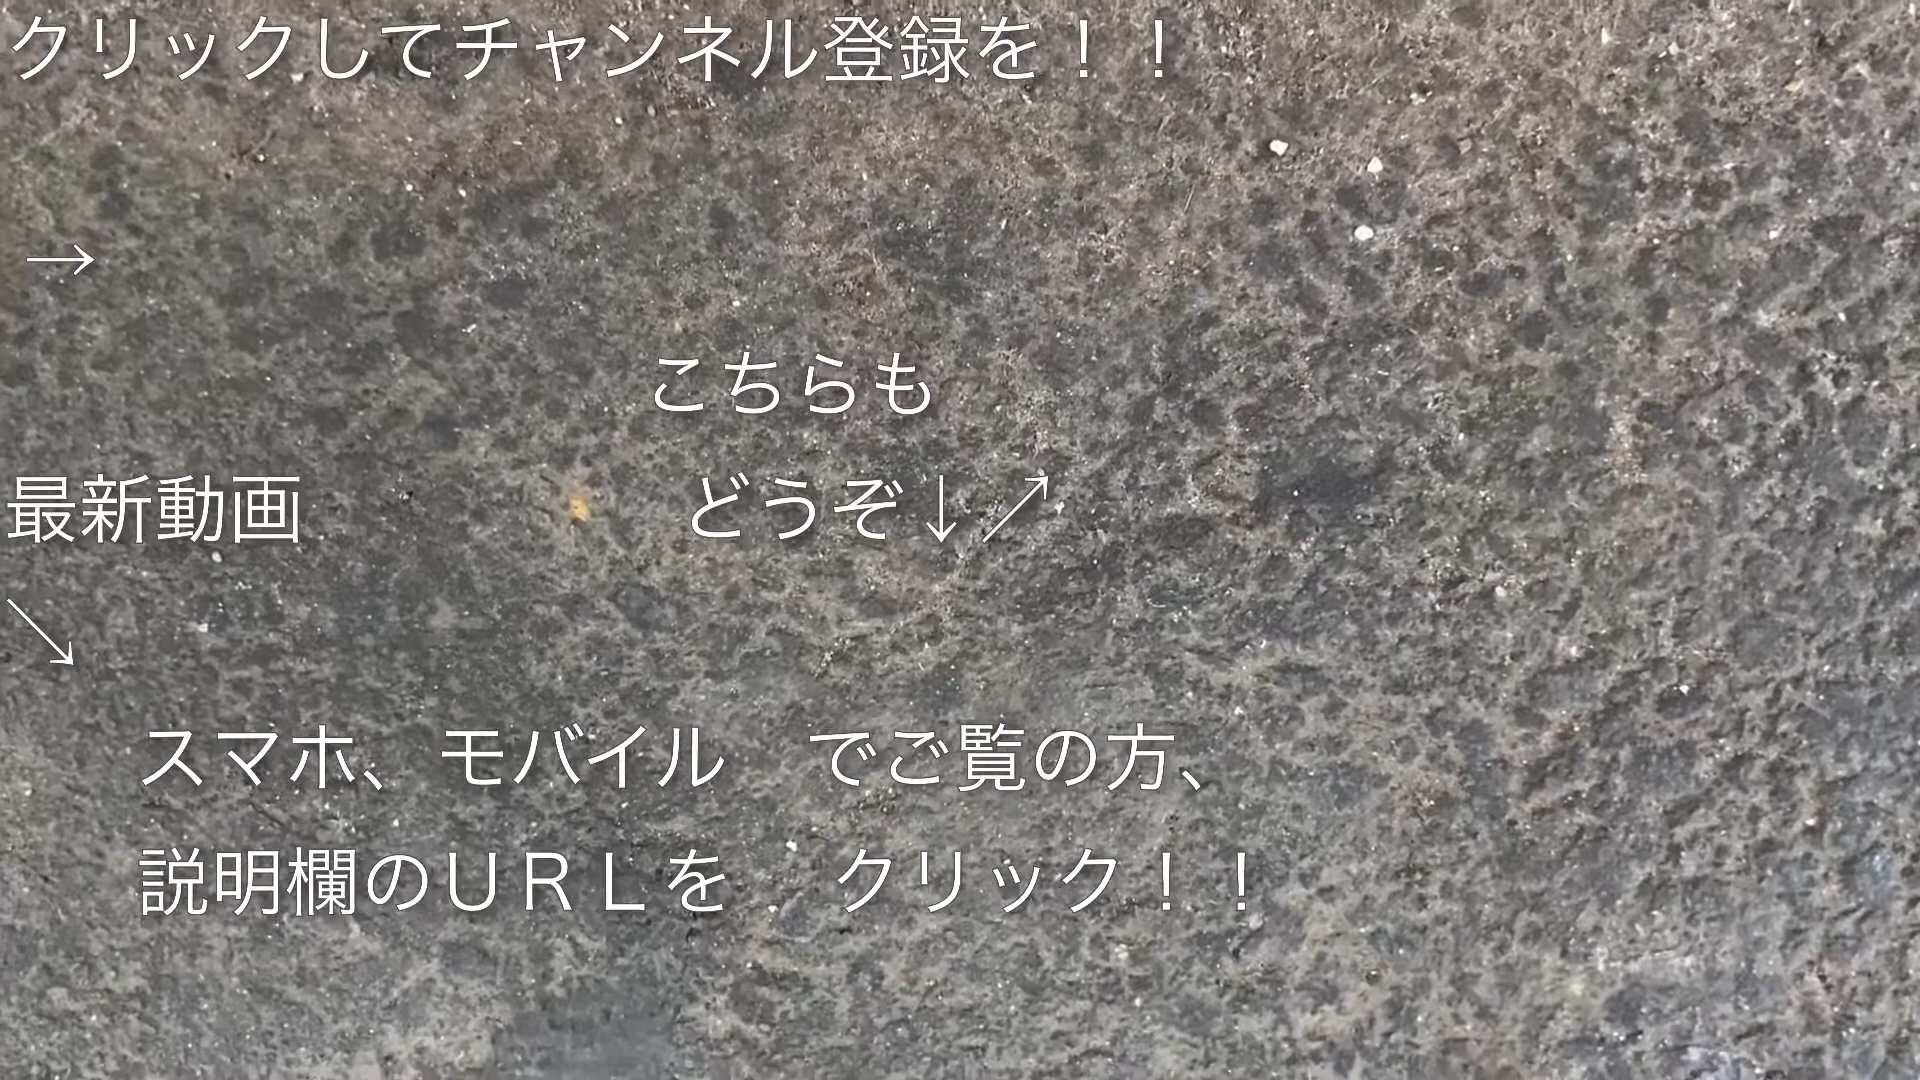 クリックしてチャンネル登録を！！
→
こちらも
最新動画
どうぞ↓↗
↘
スマホ、モバイル　でご覧の方、
説明欄のＵＲＬを　クリック！！